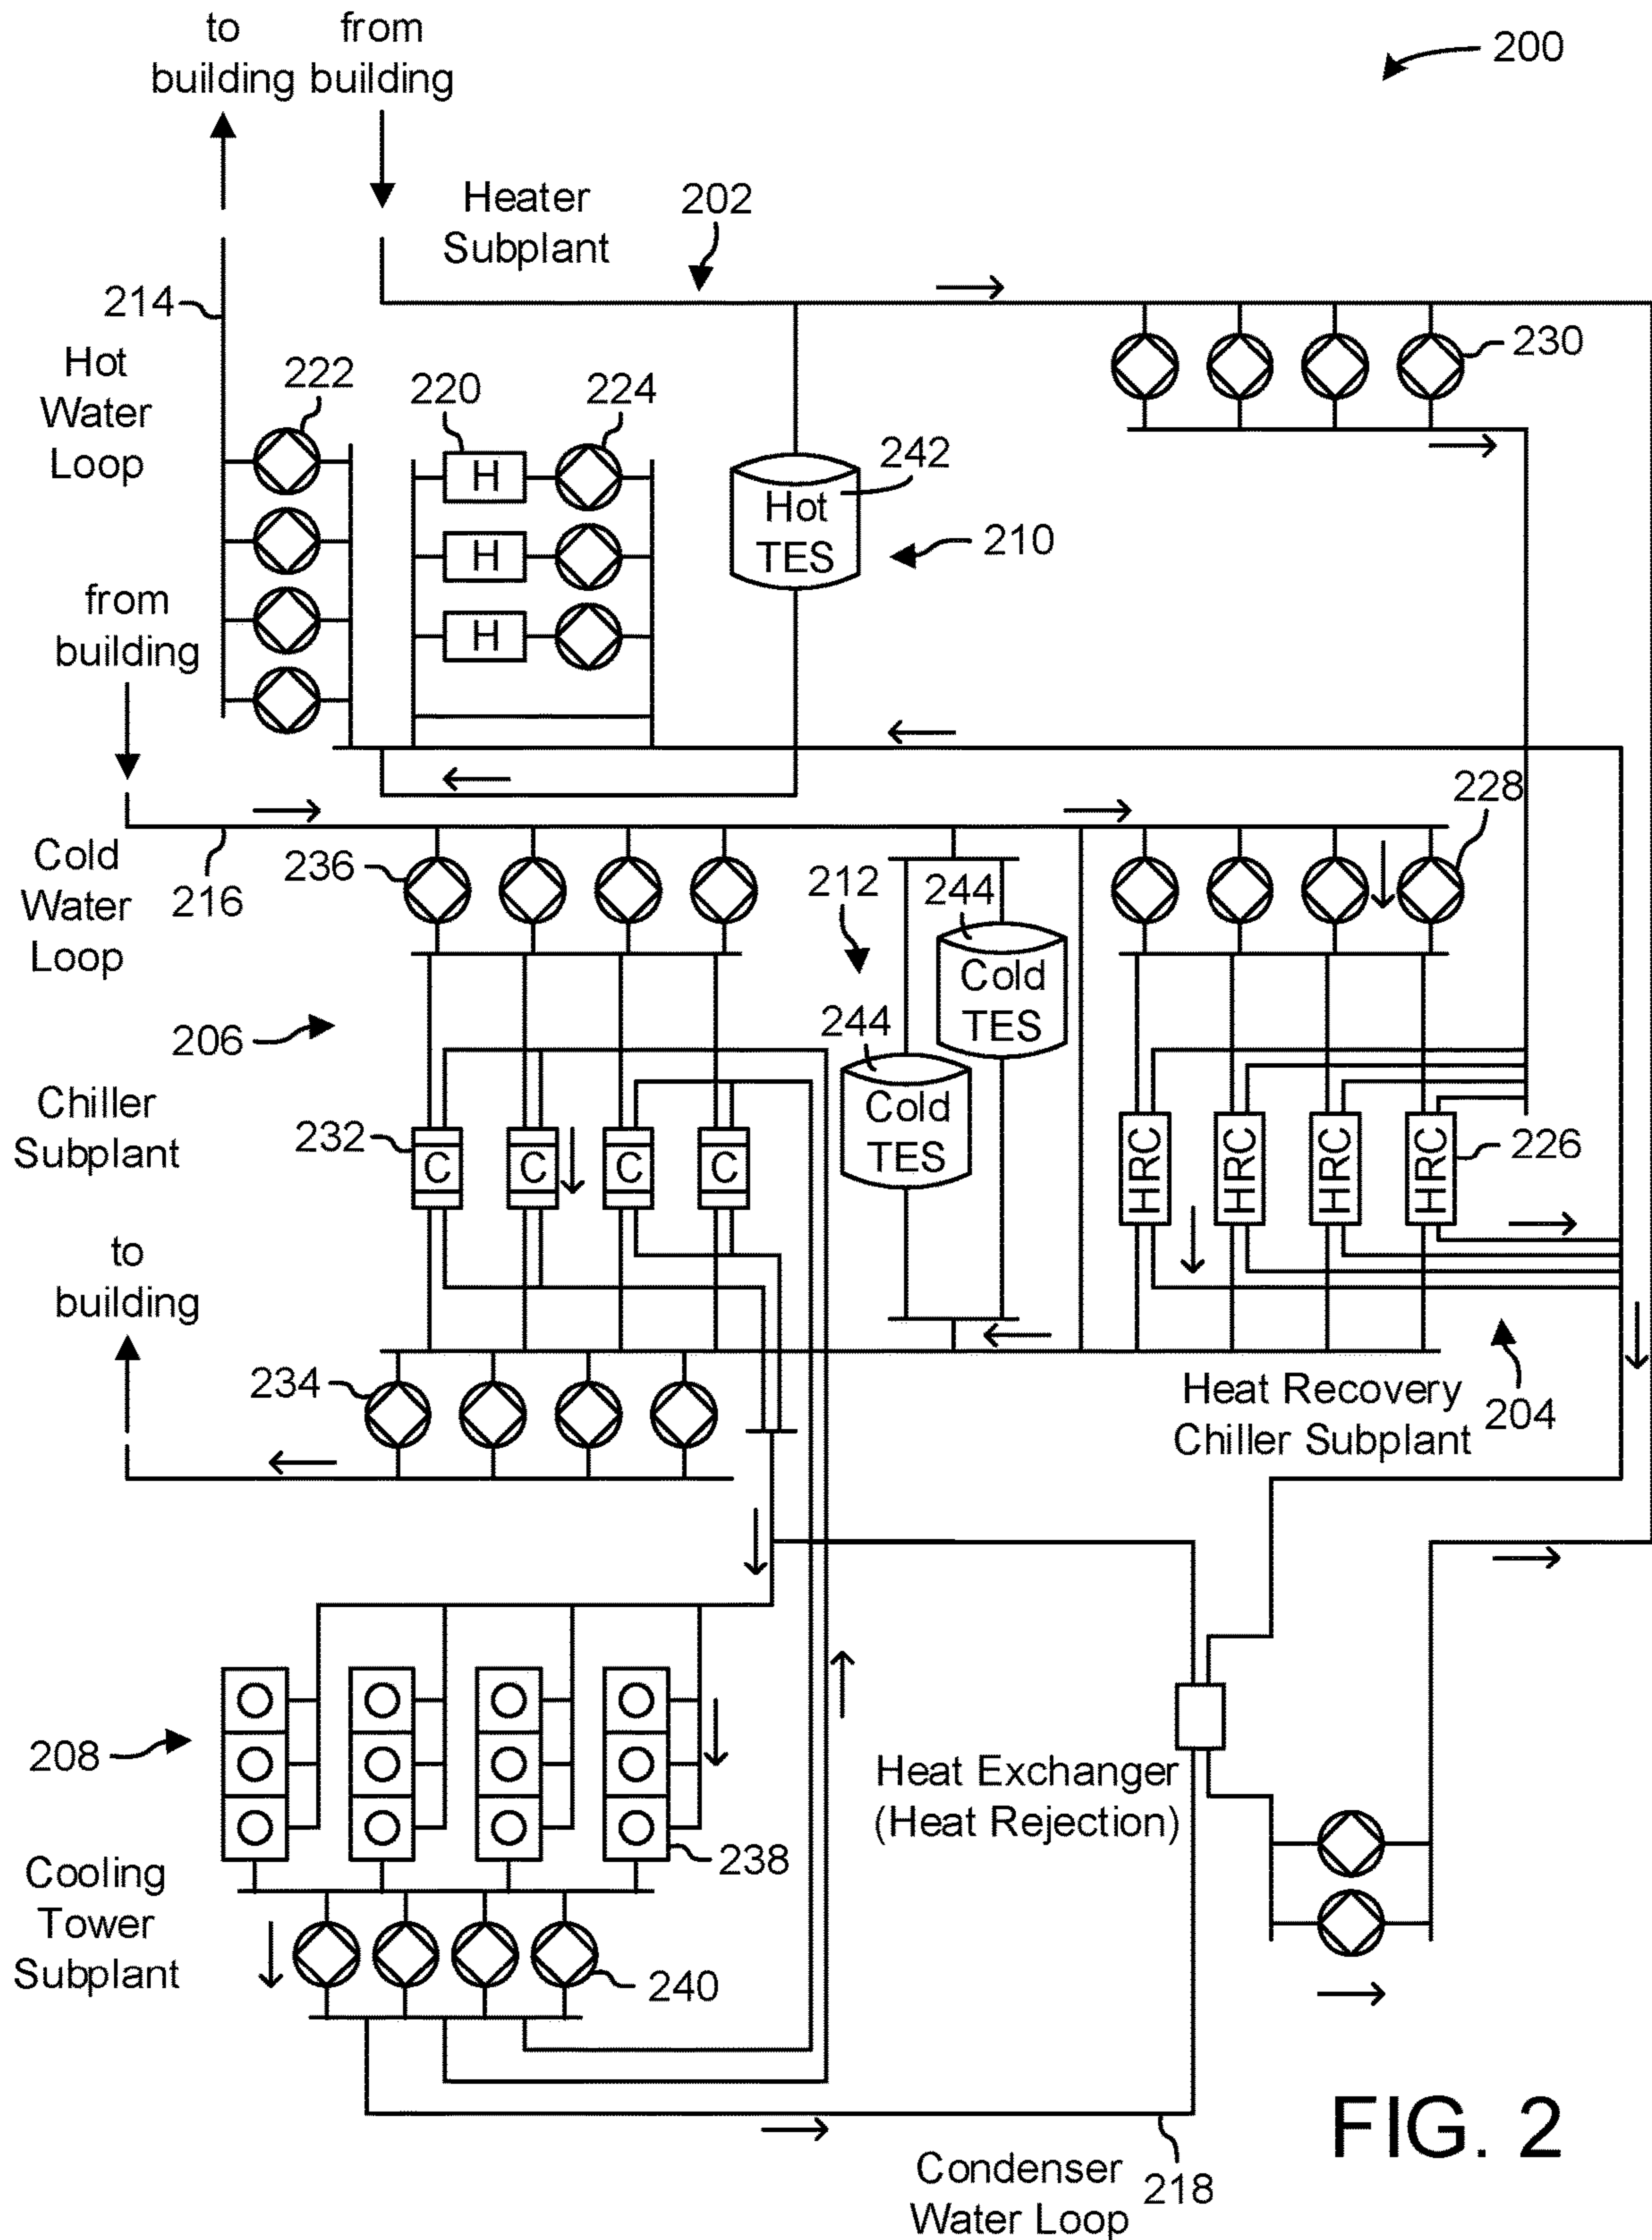 to
building
from
building
200
Heater
Subplant
202
214
Hot
Water
Loop
222
220
224
230
H
H
H
Hot
TES
242
210
from
building
228
Cold
Water
Loop
216
236
212
244
Cold
TES
244
Cold
TES
206
Chiller
Subplant
232
C
C
C
C
HRC
HRC
HRC
HRC
226
to
building
234
Heat Recovery
Chiller Subplant
204
208
Heat Exchanger
(Heat Rejection)
238
Cooling
Tower
Subplant
240
Condenser
Water Loop
218
FIG. 2